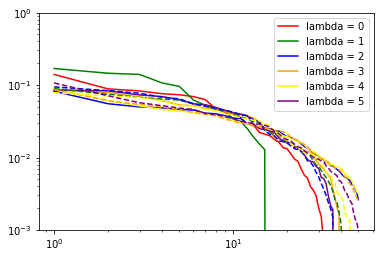 10⁰
lambda = 0
lambda = 1
lambda = 2
lambda = 3
lambda = 4
lambda = 5
10⁻¹
10⁻²
10⁻³
10⁰ 10¹